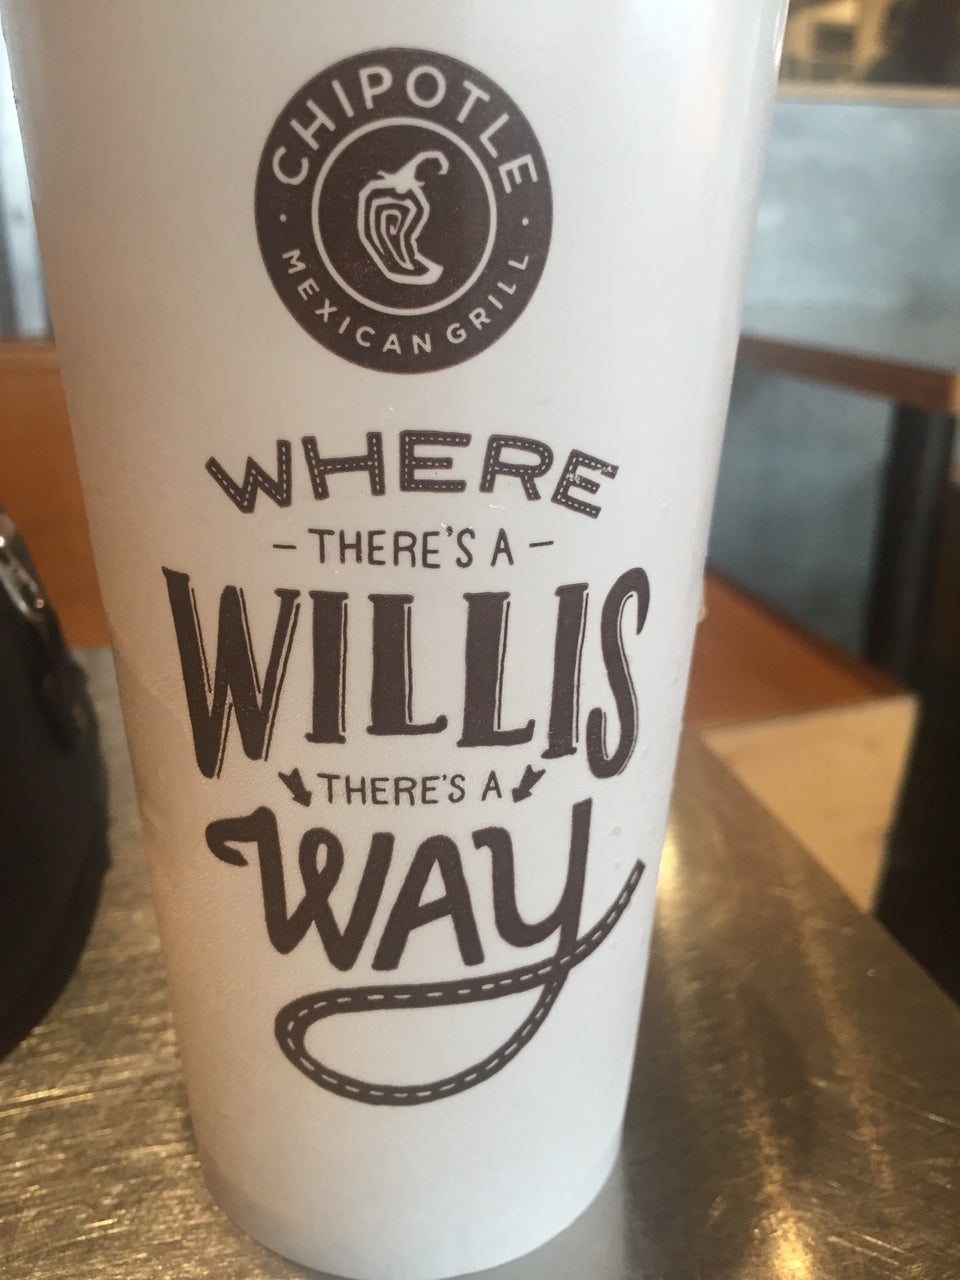 CHIPOTLE
MEXICAN GRILL
WHERE
– THERE'S A –
WILLIS
THERE'S A
WAY